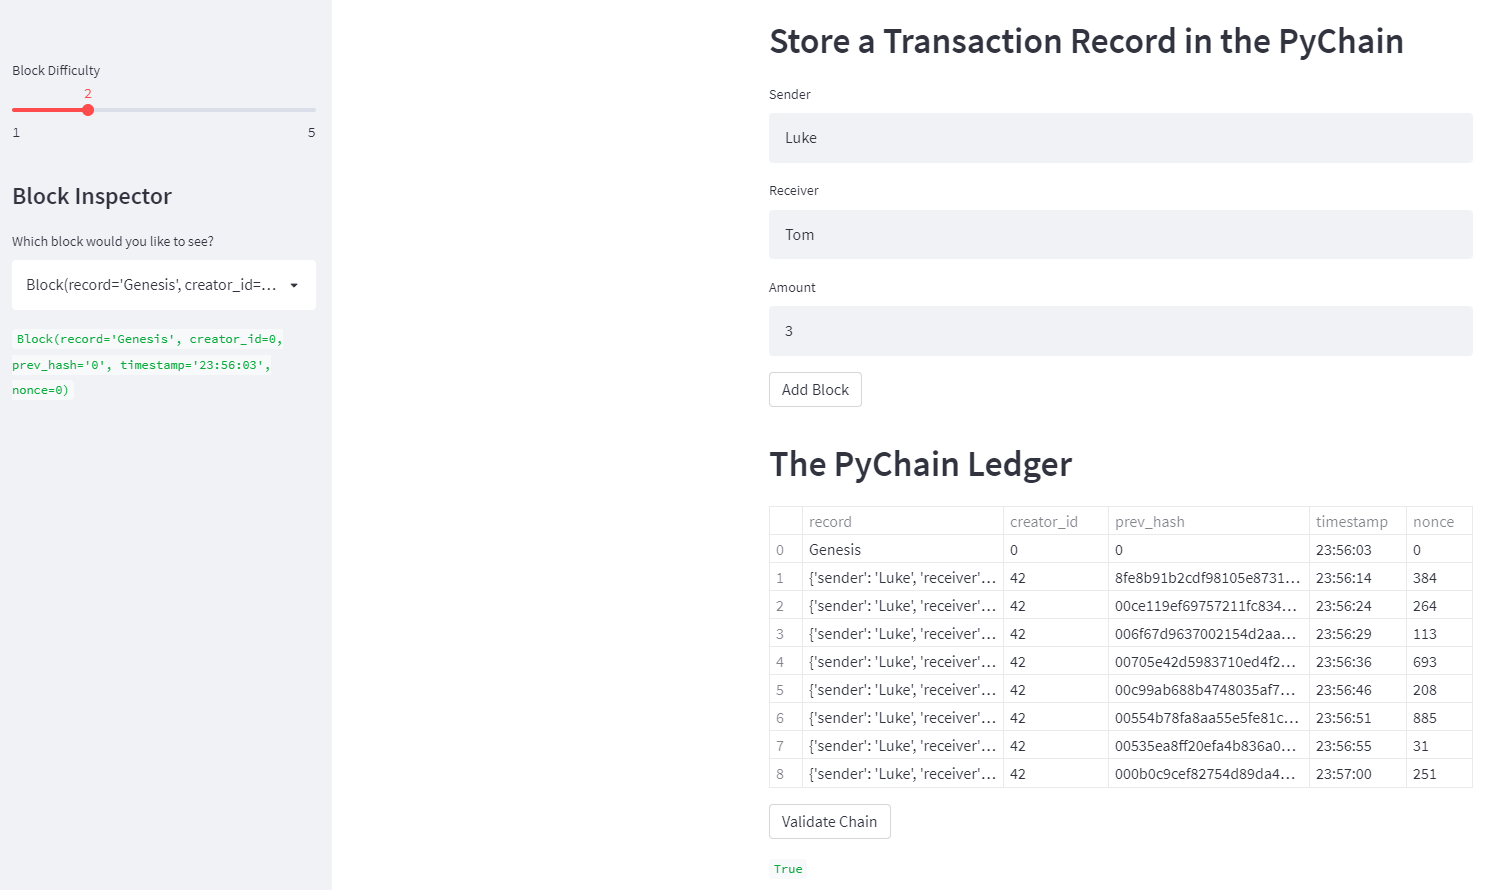 Block Difficulty
2
1 5
Block Inspector
Which block would you like to see?
Block(record='Genesis', creator_id=...
Block(record='Genesis', creator_id=0,
prev_hash='0', timestamp='23:56:03',
nonce=0)
Store a Transaction Record in the PyChain
Sender
Luke
Receiver
Tom
Amount
3
Add Block
The PyChain Ledger
record creator_id prev_hash timestamp nonce
0 Genesis 0 0 23:56:03 0
1 {'sender': 'Luke', 'receiver'... 42 8fe8b91b2cdf98105e8731... 23:56:14 384
2 {'sender': 'Luke', 'receiver'... 42 00ce119ef69757211fc834... 23:56:24 264
3 {'sender': 'Luke', 'receiver'... 42 006f67d9637002154d2aa... 23:56:29 113
4 {'sender': 'Luke', 'receiver'... 42 00705e42d5983710ed4f2... 23:56:36 693
5 {'sender': 'Luke', 'receiver'... 42 00c99ab688b4748035af7... 23:56:46 208
6 {'sender': 'Luke', 'receiver'... 42 00554b78fa8aa55e5fe81c... 23:56:51 885
7 {'sender': 'Luke', 'receiver'... 42 00535ea8ff20efa4b836a0... 23:56:55 31
8 {'sender': 'Luke', 'receiver'... 42 000b0c9cef82754d89da4... 23:57:00 251
Validate Chain
True